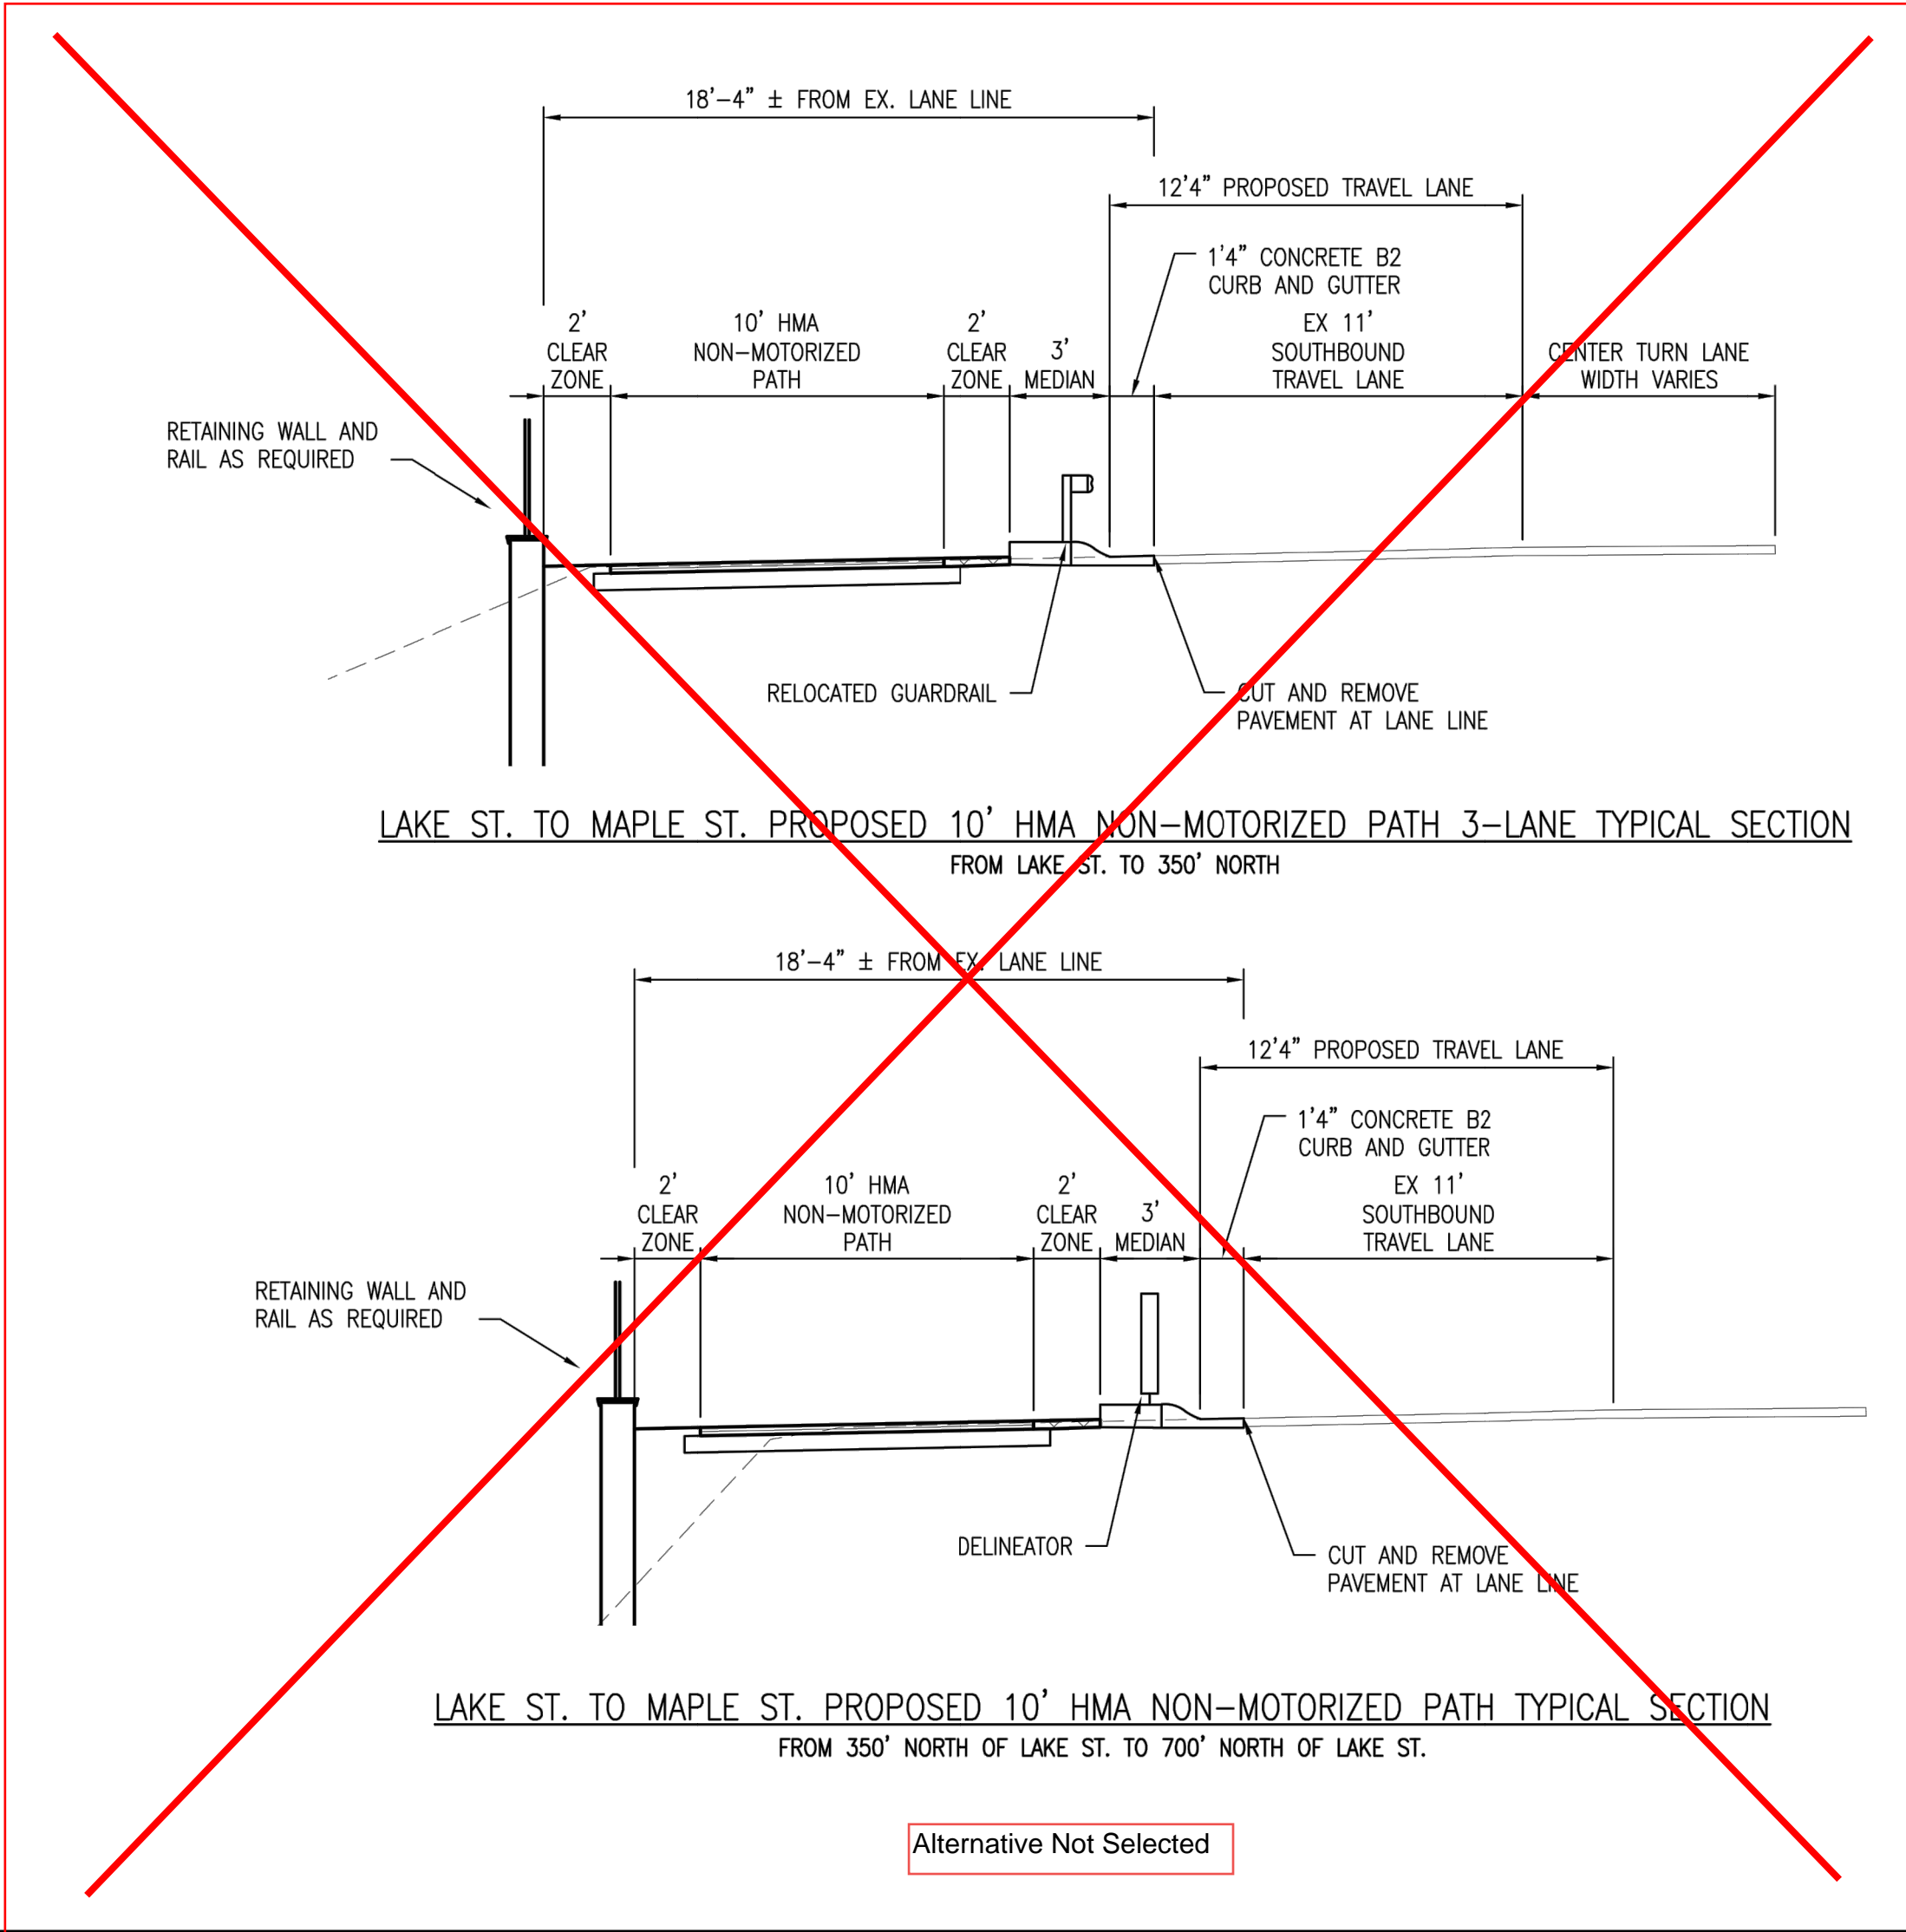 18'-4" ± FROM EX. LANE LINE
12'4" PROPOSED TRAVEL LANE
1'4" CONCRETE B2
CURB AND GUTTER
2'
CLEAR
ZONE
10' HMA
NON-MOTORIZED
PATH
2'
CLEAR
ZONE
3'
MEDIAN
EX 11'
SOUTHBOUND
TRAVEL LANE
CENTER TURN LANE
WIDTH VARIES
RETAINING WALL AND
RAIL AS REQUIRED
RELOCATED GUARDRAIL
CUT AND REMOVE
PAVEMENT AT LANE LINE
LAKE ST. TO MAPLE ST. PROPOSED 10' HMA NON-MOTORIZED PATH 3-LANE TYPICAL SECTION
FROM LAKE ST. TO 350' NORTH
18'-4" ± FROM EX. LANE LINE
12'4" PROPOSED TRAVEL LANE
1'4" CONCRETE B2
CURB AND GUTTER
2'
CLEAR
ZONE
10' HMA
NON-MOTORIZED
PATH
2'
CLEAR
ZONE
3'
MEDIAN
EX 11'
SOUTHBOUND
TRAVEL LANE
RETAINING WALL AND
RAIL AS REQUIRED
DELINEATOR
CUT AND REMOVE
PAVEMENT AT LANE LINE
LAKE ST. TO MAPLE ST. PROPOSED 10' HMA NON-MOTORIZED PATH TYPICAL SECTION
FROM 350' NORTH OF LAKE ST. TO 700' NORTH OF LAKE ST.
Alternative Not Selected